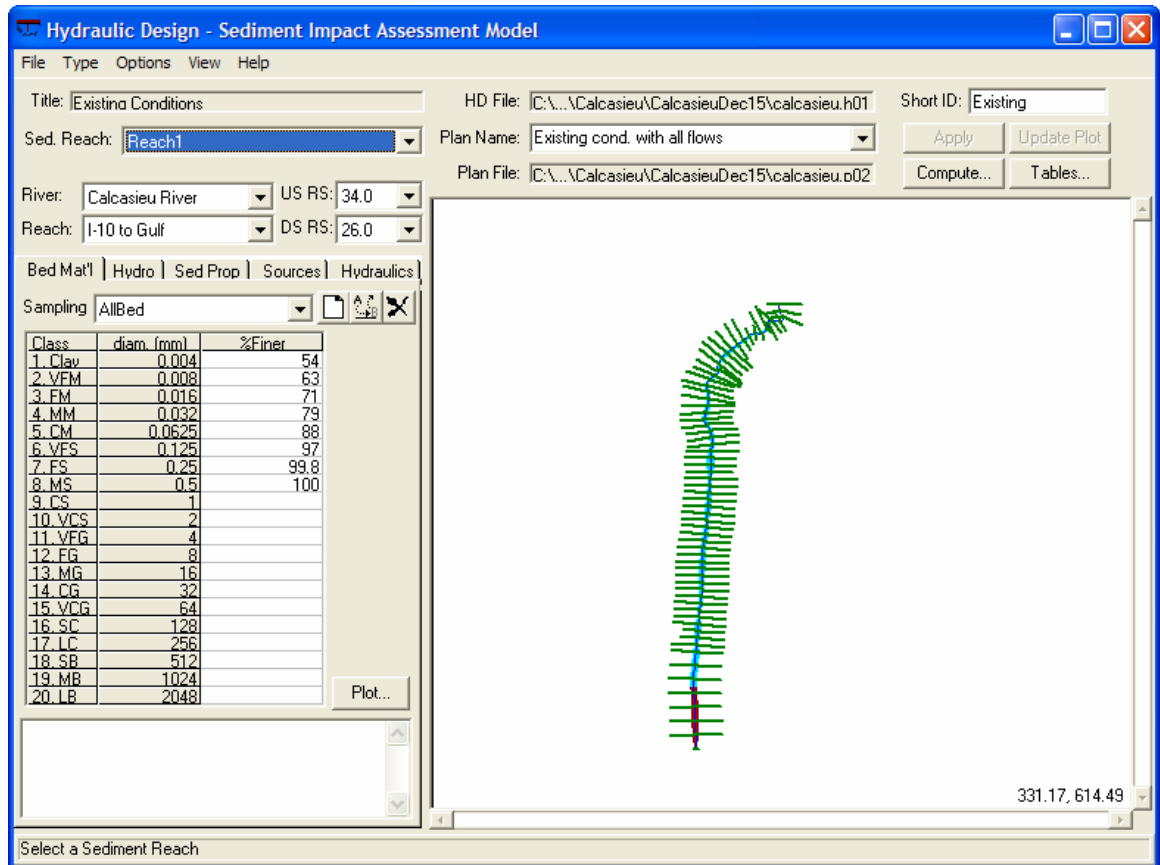 Hydraulic Design - Sediment Impact Assessment Model
File Type Options View Help
Title: Existing Conditions
HD File: C:\...\Calcasieu\CalcasieuDec15\calcasieu.h01
Short ID: Existing
Sed. Reach: Reach1
Plan Name: Existing cond. with all flows
Apply Update Plot
Plan File: C:\...\Calcasieu\CalcasieuDec15\calcasieu.p02
Compute... Tables...
River: Calcasieu River US RS: 34.0
Reach: I-10 to Gulf DS RS: 26.0
Bed Mat'l Hydro Sed Prop Sources Hydraulics
Sampling AllBed
Class diam. (mm) %Finer
1. Clay 0.004 54
2. VFM 0.008 63
3. FM 0.016 71
4. MM 0.032 79
5. CM 0.0625 88
6. VFS 0.125 97
7. FS 0.25 99.8
8. MS 0.5 100
9. CS 1
10. VCS 2
11. VFG 4
12. FG 8
13. MG 16
14. CG 32
15. VCG 64
16. SC 128
17. LC 256
18. SB 512
19. MB 1024
20. LB 2048
Plot...
331.17, 614.49
Select a Sediment Reach